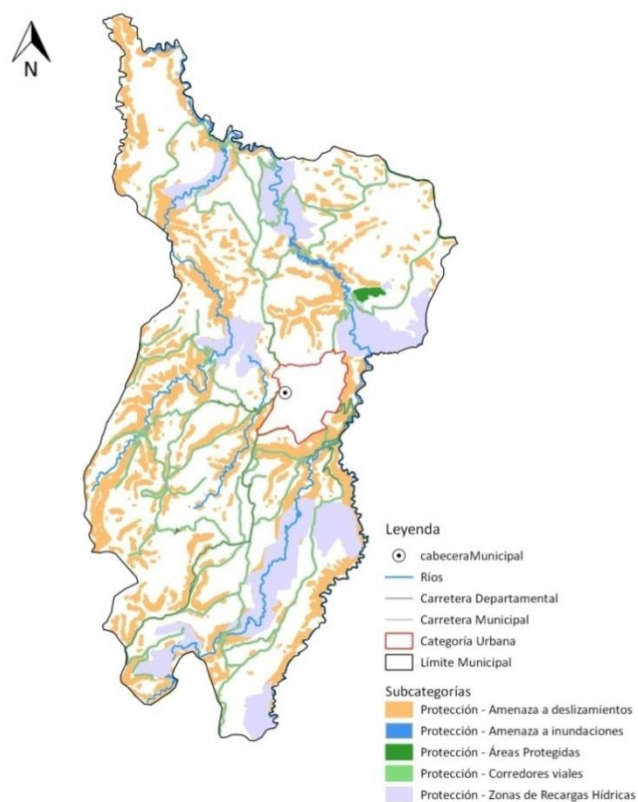 N
Leyenda
cabeceraMunicipal
Ríos
Carretera Departamental
Carretera Municipal
Categoría Urbana
Límite Municipal
Subcategorías
Protección - Amenaza a deslizamientos
Protección - Amenaza a inundaciones
Protección - Áreas Protegidas
Protección - Corredores viales
Protección - Zonas de Recargas Hídricas